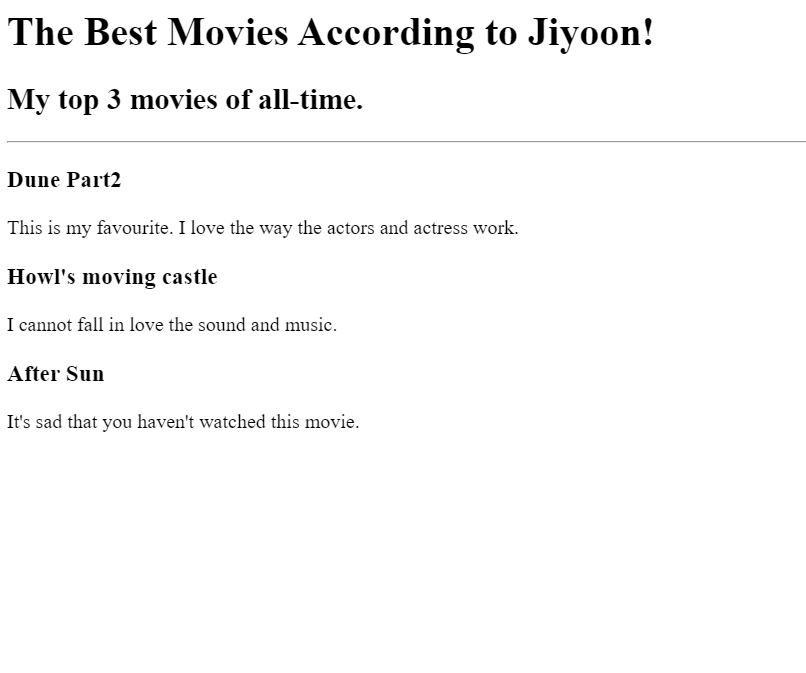 The Best Movies According to Jiyoon!
My top 3 movies of all-time.
Dune Part2
This is my favourite. I love the way the actors and actress work.
Howl's moving castle
I cannot fall in love the sound and music.
After Sun
It's sad that you haven't watched this movie.